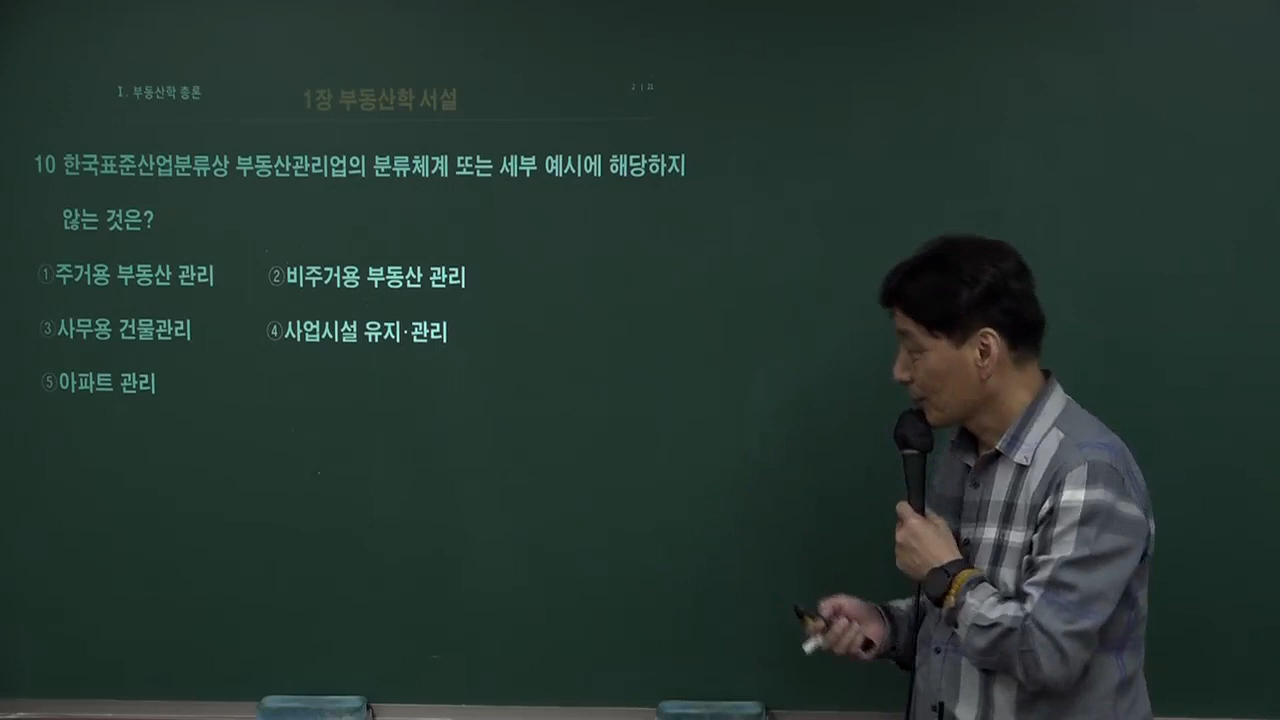 Ⅰ. 부동산학 총론
1장 부동산학 서설
10 한국표준산업분류상 부동산관리업의 분류체계 또는 세부 예시에 해당하지
않는 것은?
①주거용 부동산 관리 ②비주거용 부동산 관리
③사무용 건물관리 ④사업시설 유지·관리
⑤아파트 관리